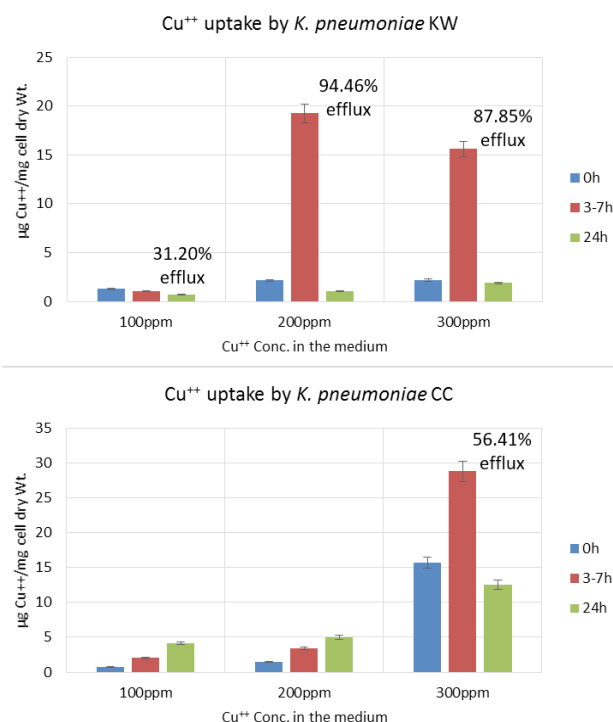 Cu⁺⁺ uptake by K. pneumoniae KW
µg Cu++/mg cell dry Wt.
25
20
15
10
5
0
31.20%
efflux
94.46%
efflux
87.85%
efflux
100ppm 200ppm 300ppm
Cu⁺⁺ Conc. in the medium
0h
3-7h
24h
Cu⁺⁺ uptake by K. pneumoniae CC
µg Cu++/mg cell dry Wt.
35
30
25
20
15
10
5
0
56.41%
efflux
100ppm 200ppm 300ppm
Cu⁺⁺ Conc. in the medium
0h
3-7h
24h